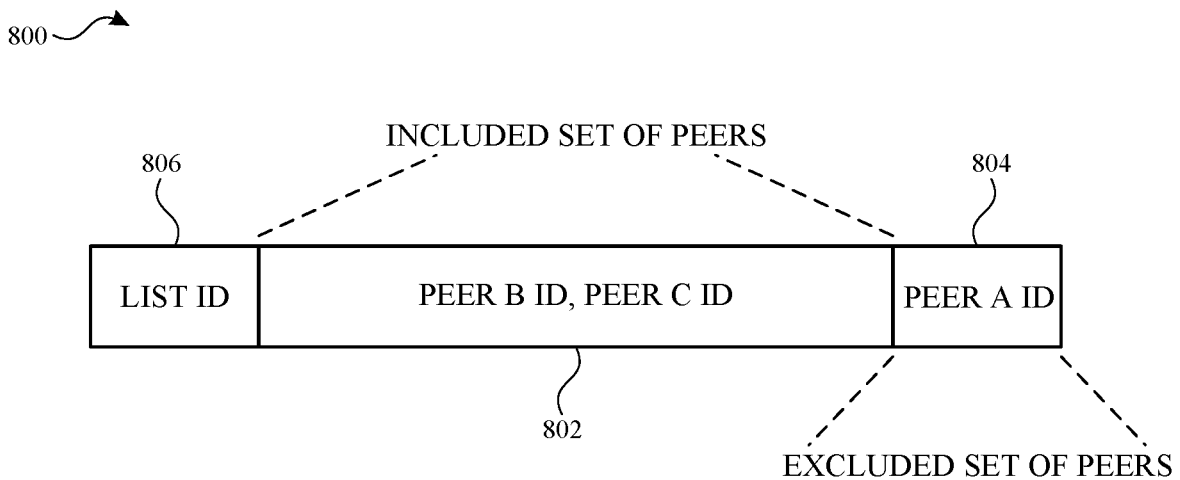 800
INCLUDED SET OF PEERS
806
804
LIST ID
PEER B ID, PEER C ID
PEER A ID
802
EXCLUDED SET OF PEERS